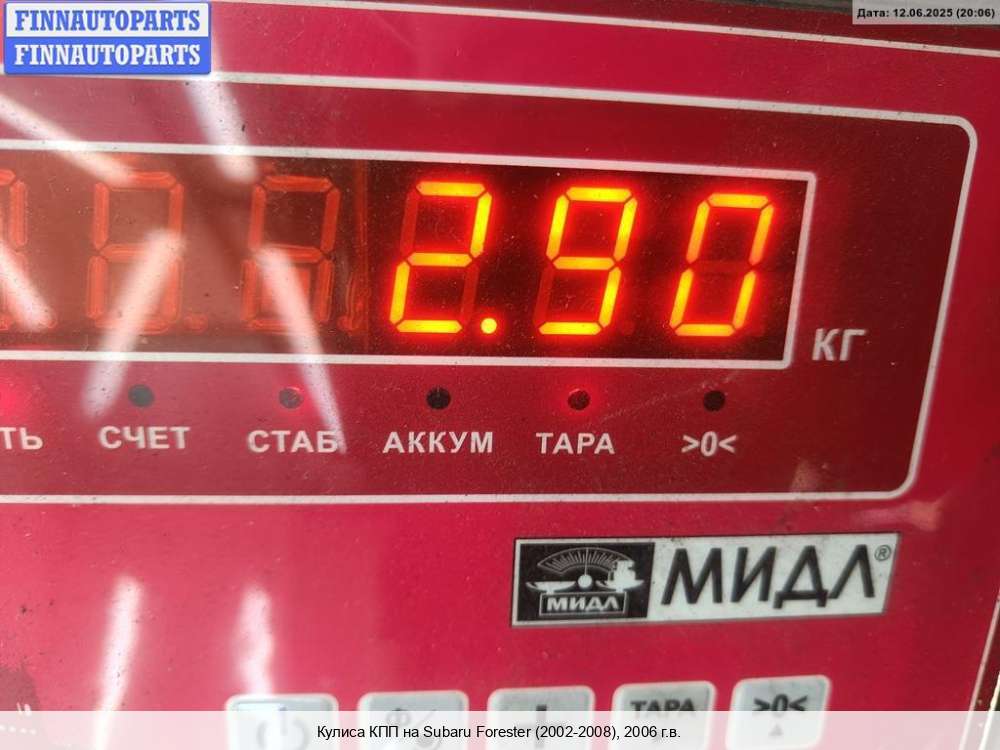 FINNAUTOPARTS
FINNAUTOPARTS
Дата: 12.06.2025 (20:06)
2.90
КГ
ТЬ СЧЕТ СТАБ АККУМ ТАРА >0<
МИДЛ МИДЛ®
ТАРА >0<
Кулиса КПП на Subaru Forester (2002-2008), 2006 г.в.